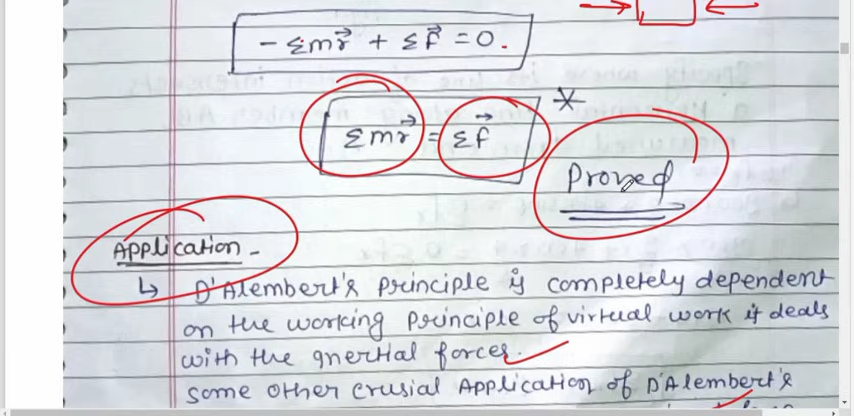 - Σmr⃗ + ΣF⃗ = 0.
Σmr⃗ = ΣF⃗
*
Proved
Application -
↳ D'Alembert's Principle is completely dependent
on the working Principle of virtual work it deals
with the inertial forces.
some other crusial Application of D'Alembert's